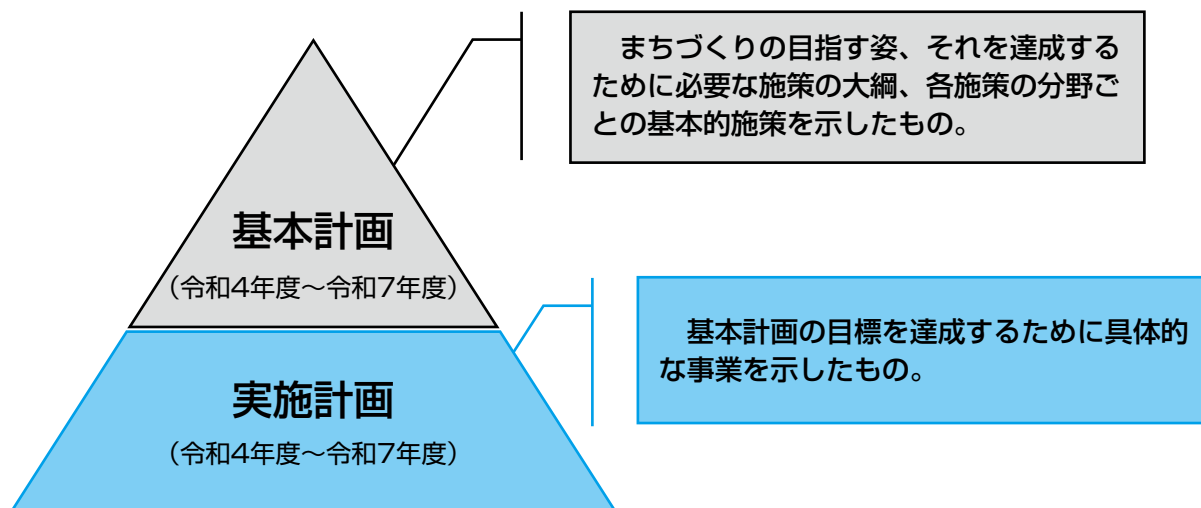 まちづくりの目指す姿、それを達成する
ために必要な施策の大綱、各施策の分野ご
との基本的施策を示したもの。
基本計画
（令和4年度～令和7年度）
基本計画の目標を達成するために具体的
な事業を示したもの。
実施計画
（令和4年度～令和7年度）